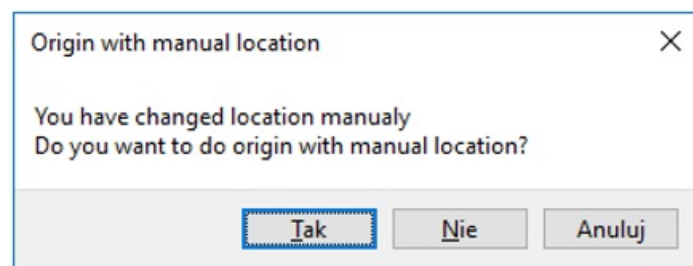 Origin with manual location
You have changed location manualy
Do you want to do origin with manual location?
Tak Nie Anuluj